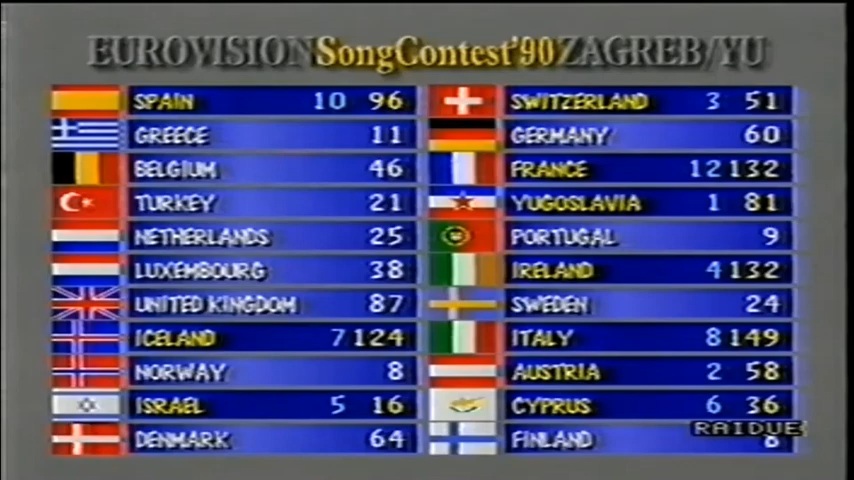 EUROVISION SongContest'90 ZAGREB/YU
SPAIN 10 96
GREECE 11
BELGIUM 46
TURKEY 21
NETHERLANDS 25
LUXEMBOURG 38
UNITED KINGDOM 87
ICELAND 7 124
NORWAY 8
ISRAEL 5 16
DENMARK 64
SWITZERLAND 3 51
GERMANY 60
FRANCE 12 132
YUGOSLAVIA 1 81
PORTUGAL 9
IRELAND 4 132
SWEDEN 24
ITALY 8 149
AUSTRIA 2 58
CYPRUS 6 36
FINLAND 8
RAIDUE